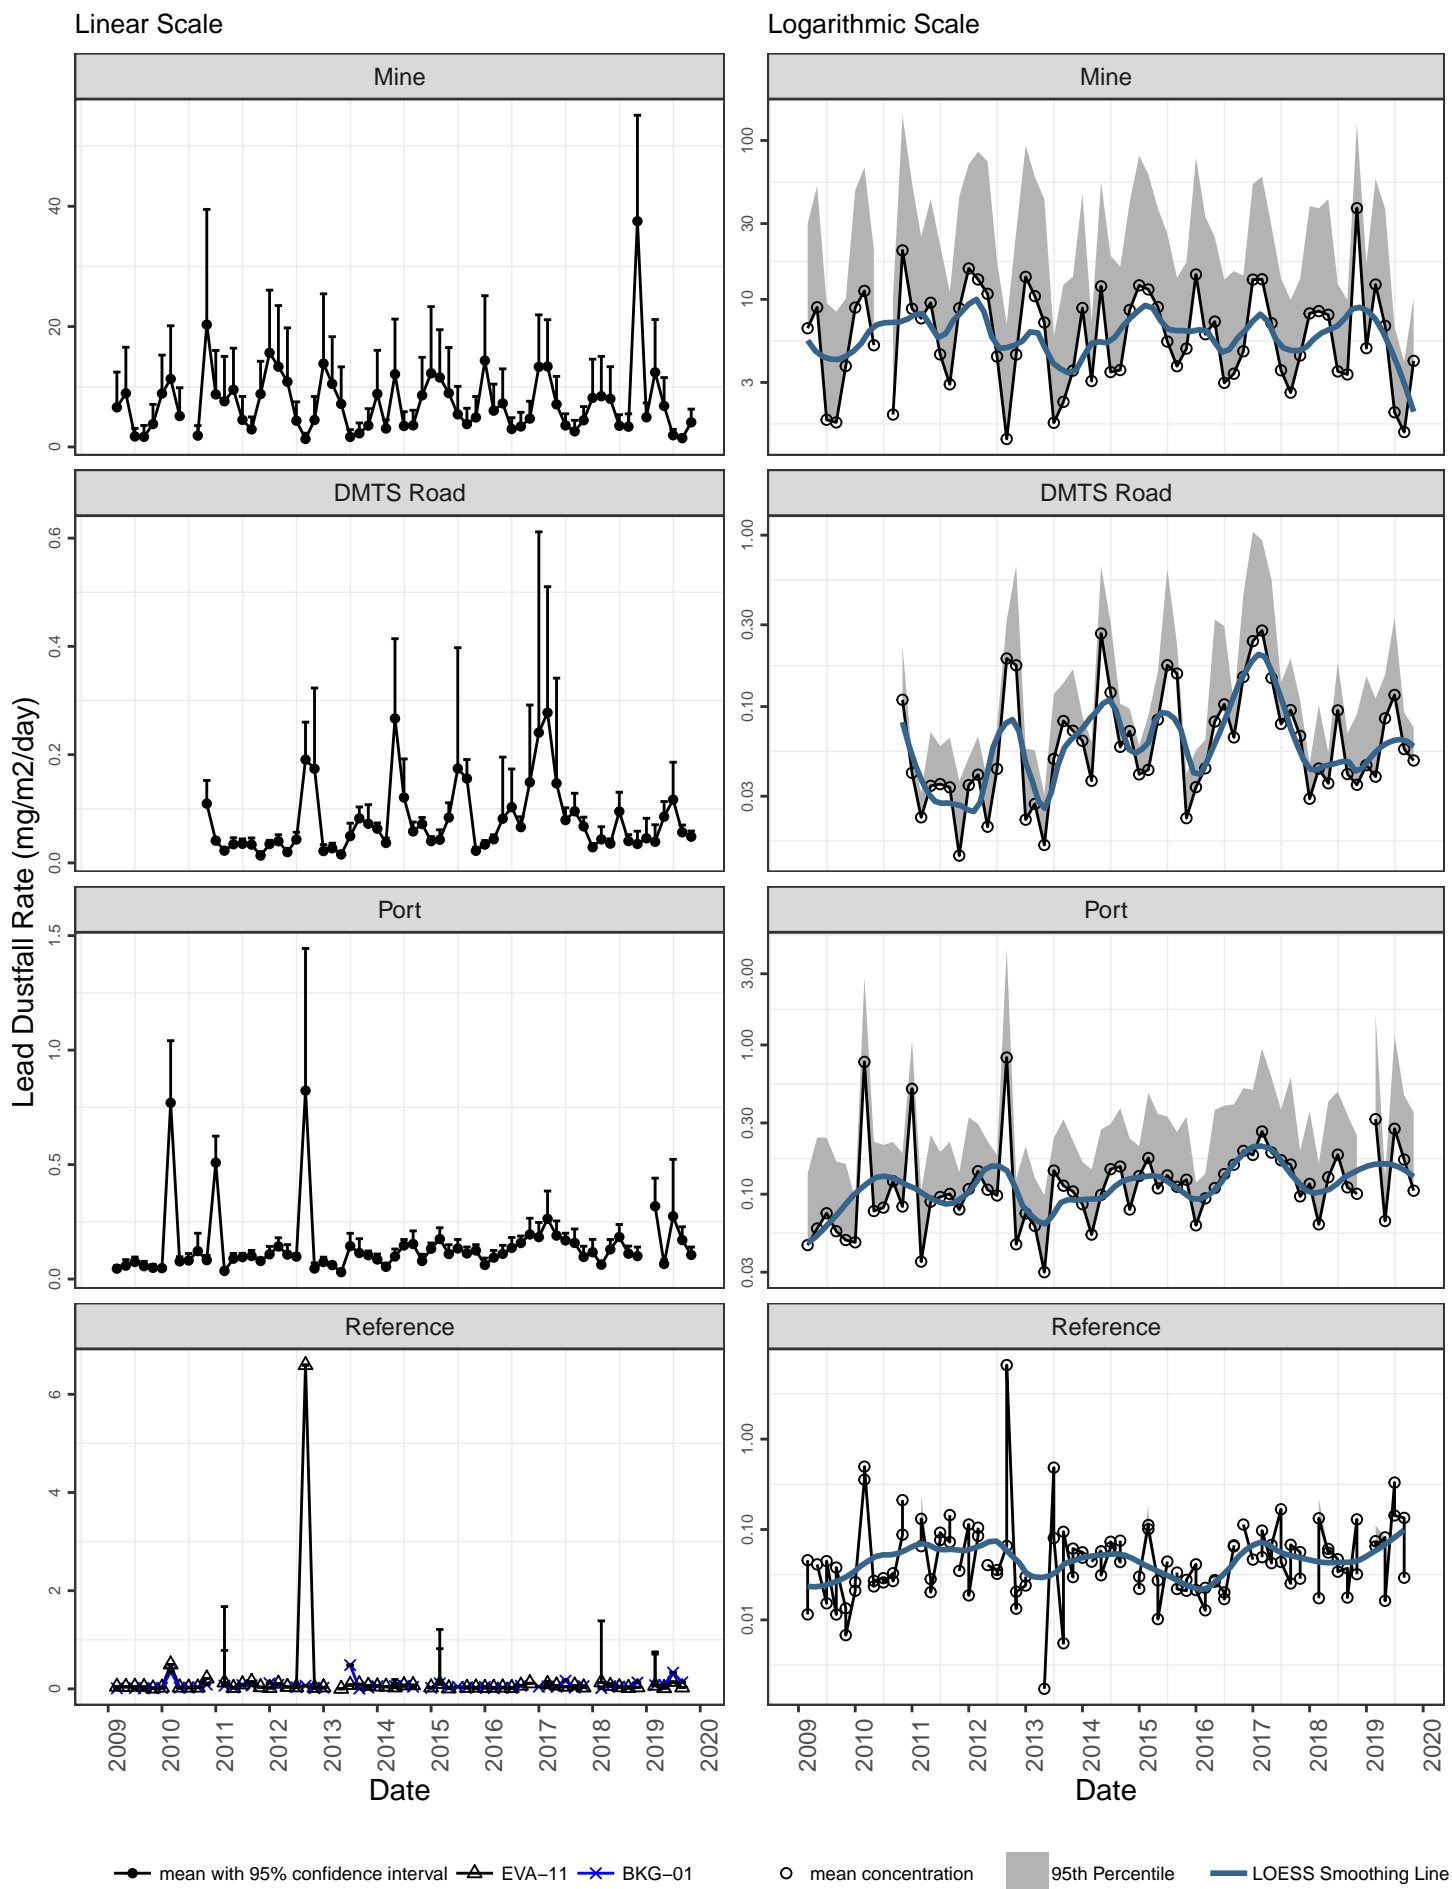 Linear Scale
Logarithmic Scale
Lead Dustfall Rate (mg/m2/day)
Mine
0
20
40
Mine
3
10
30
100
DMTS Road
0.0
0.2
0.4
0.6
DMTS Road
0.03
0.10
0.30
1.00
Port
0.0
0.5
1.0
1.5
Port
0.03
0.10
0.30
1.00
3.00
Reference
0
2
4
6
Reference
0.01
0.10
1.00
2009 2010 2011 2012 2013 2014 2015 2016 2017 2018 2019 2020
2009 2010 2011 2012 2013 2014 2015 2016 2017 2018 2019 2020
Date
Date
mean with 95% confidence interval EVA−11 BKG−01
mean concentration 95th Percentile LOESS Smoothing Line